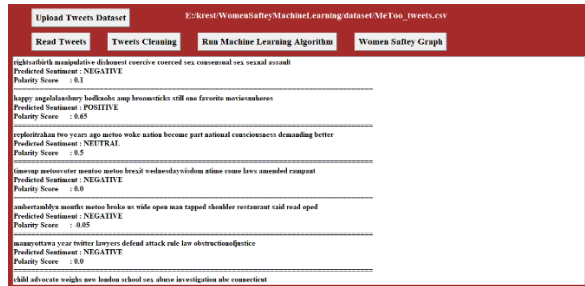 Upload Tweets Dataset
E:/krest/WomenSafteyMachineLearning/dataset/MeToo_tweets.csv
Read Tweets
Tweets Cleaning
Run Machine Learning Algorithm
Women Saftey Graph
rightsatbirth manipulative dishonest coercive coerced sex consensual sex sexual assault
Predicted Sentiment : NEGATIVE
Polarity Score : 0.1
happy angelalansbury bedknobs amp broomsticks still one favorite moviesnheros
Predicted Sentiment : POSITIVE
Polarity Score : 0.65
reploritrahan two years ago metoo woke nation become part national consciousness demanding better
Predicted Sentiment : NEUTRAL
Polarity Score : 0.5
timesup metoovoter mentoo metoo brexit wednesdaywisdom ntime come laws amended rampant
Predicted Sentiment : NEGATIVE
Polarity Score : 0.0
ambertamblyn months metoo broke us wide open man tapped shoulder restaurant said read oped
Predicted Sentiment : NEGATIVE
Polarity Score : -0.05
mannyottawa year twitter lawyers defend attack rule law obstructionofjustice
Predicted Sentiment : NEGATIVE
Polarity Score : 0.0
child advocate weighs new london school sex abuse investigation nbc connecticut